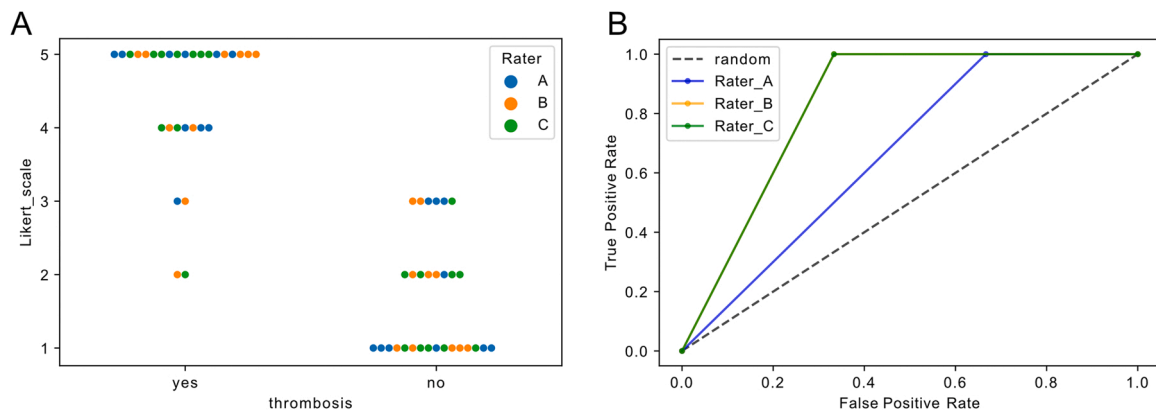 A
5
4
3
2
1
Likert_scale
yes
no
thrombosis
Rater
A
B
C
B
1.0
0.8
0.6
0.4
0.2
0.0
True Positive Rate
random
Rater_A
Rater_B
Rater_C
0.0
0.2
0.4
0.6
0.8
1.0
False Positive Rate